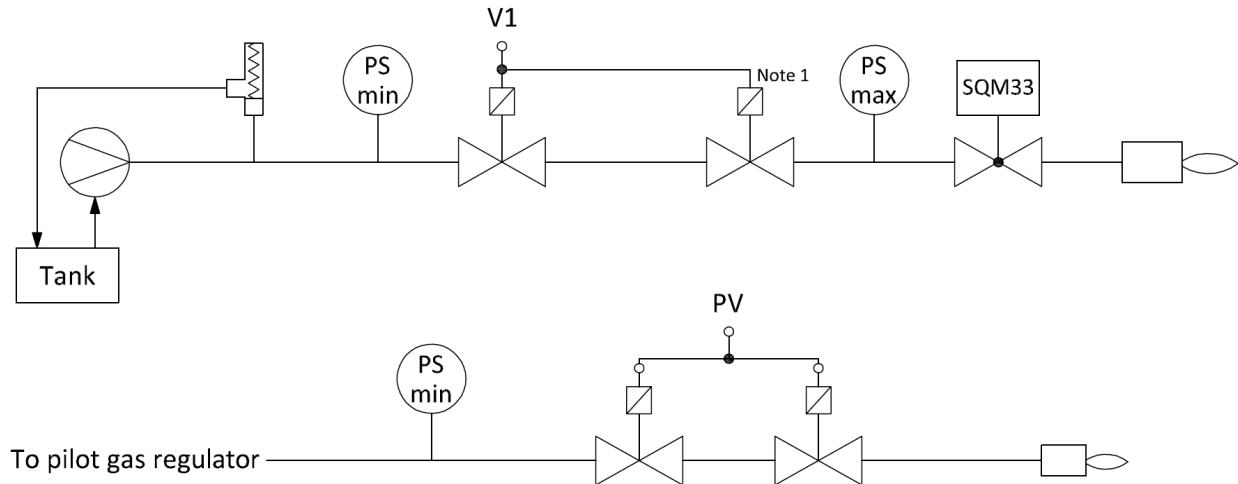 V1
PS
min
Note 1
PS
max
SQM33
Tank
PV
PS
min
To pilot gas regulator